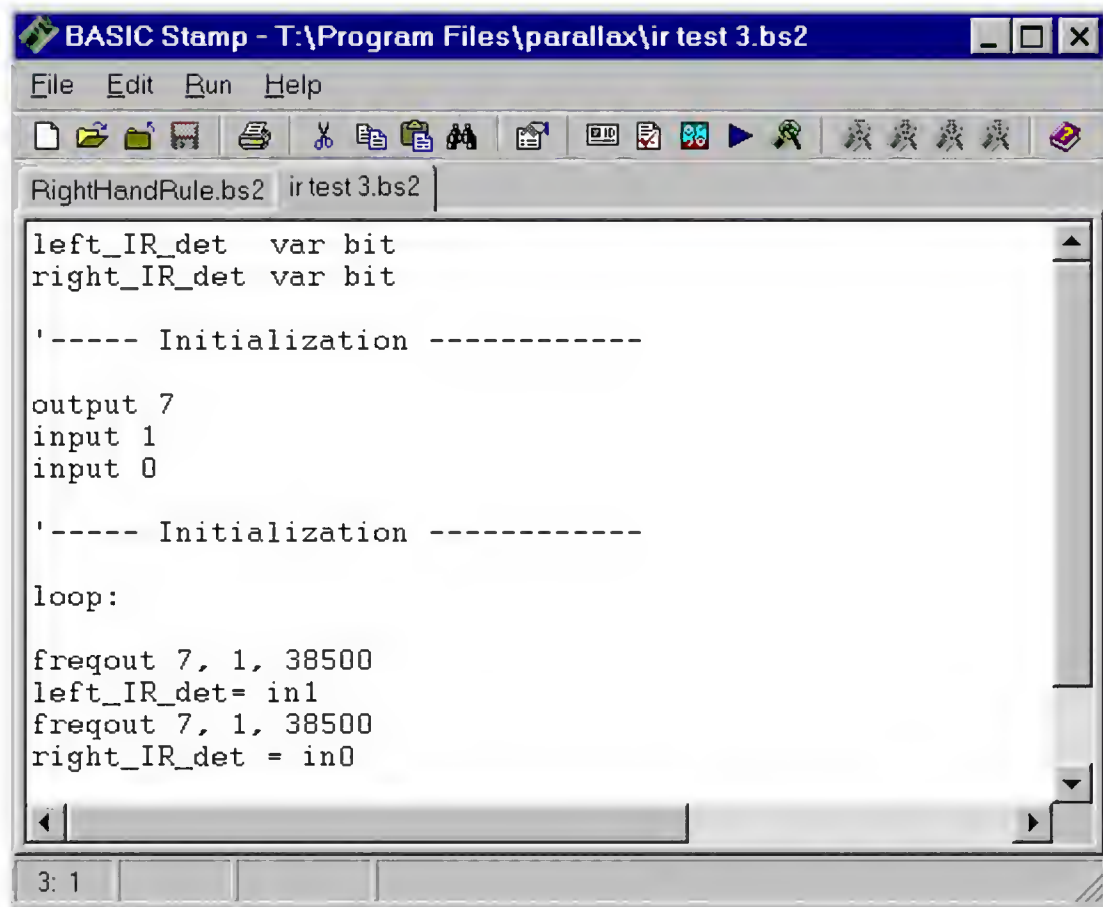 BASIC Stamp - T:\Program Files\parallax\ir test 3.bs2
File Edit Run Help
RightHandRule.bs2 ir test 3.bs2
left_IR_det  var bit
right_IR_det var bit
'----- Initialization ------------
output 7
input 1
input 0
'----- Initialization ------------
loop:
freqout 7, 1, 38500
left_IR_det= in1
freqout 7, 1, 38500
right_IR_det = in0
3: 1